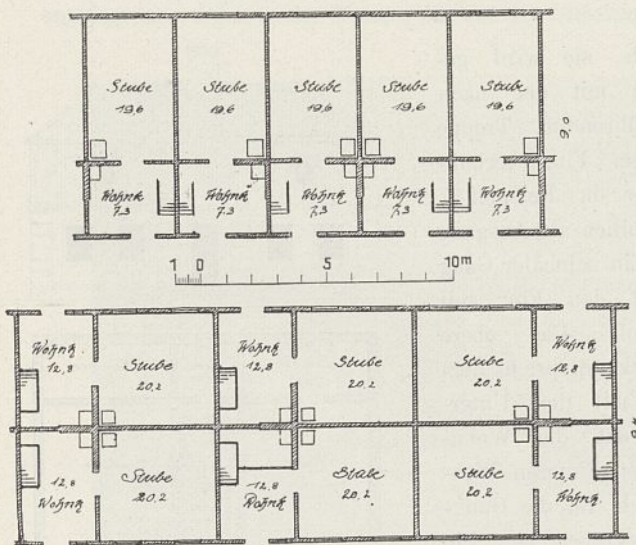 Stube Stube Stube Stube Stube
19,6 19,6 19,6 19,6 19,6
9,0
Wohnk Wohnk Wohnk Wohnk Wohnk
7,3 7,3 7,3 7,3 7,3
1 0 5 10m
Wohnk. Stube Wohnk Stube Stube Wohnk
12,8 20,2 12,8 20,2 20,2 12,8
12,8 Stube 12,8 Stube Stube 12,8
Wohnk 20,2 Wohnk 20,2 20,2 Wohnk